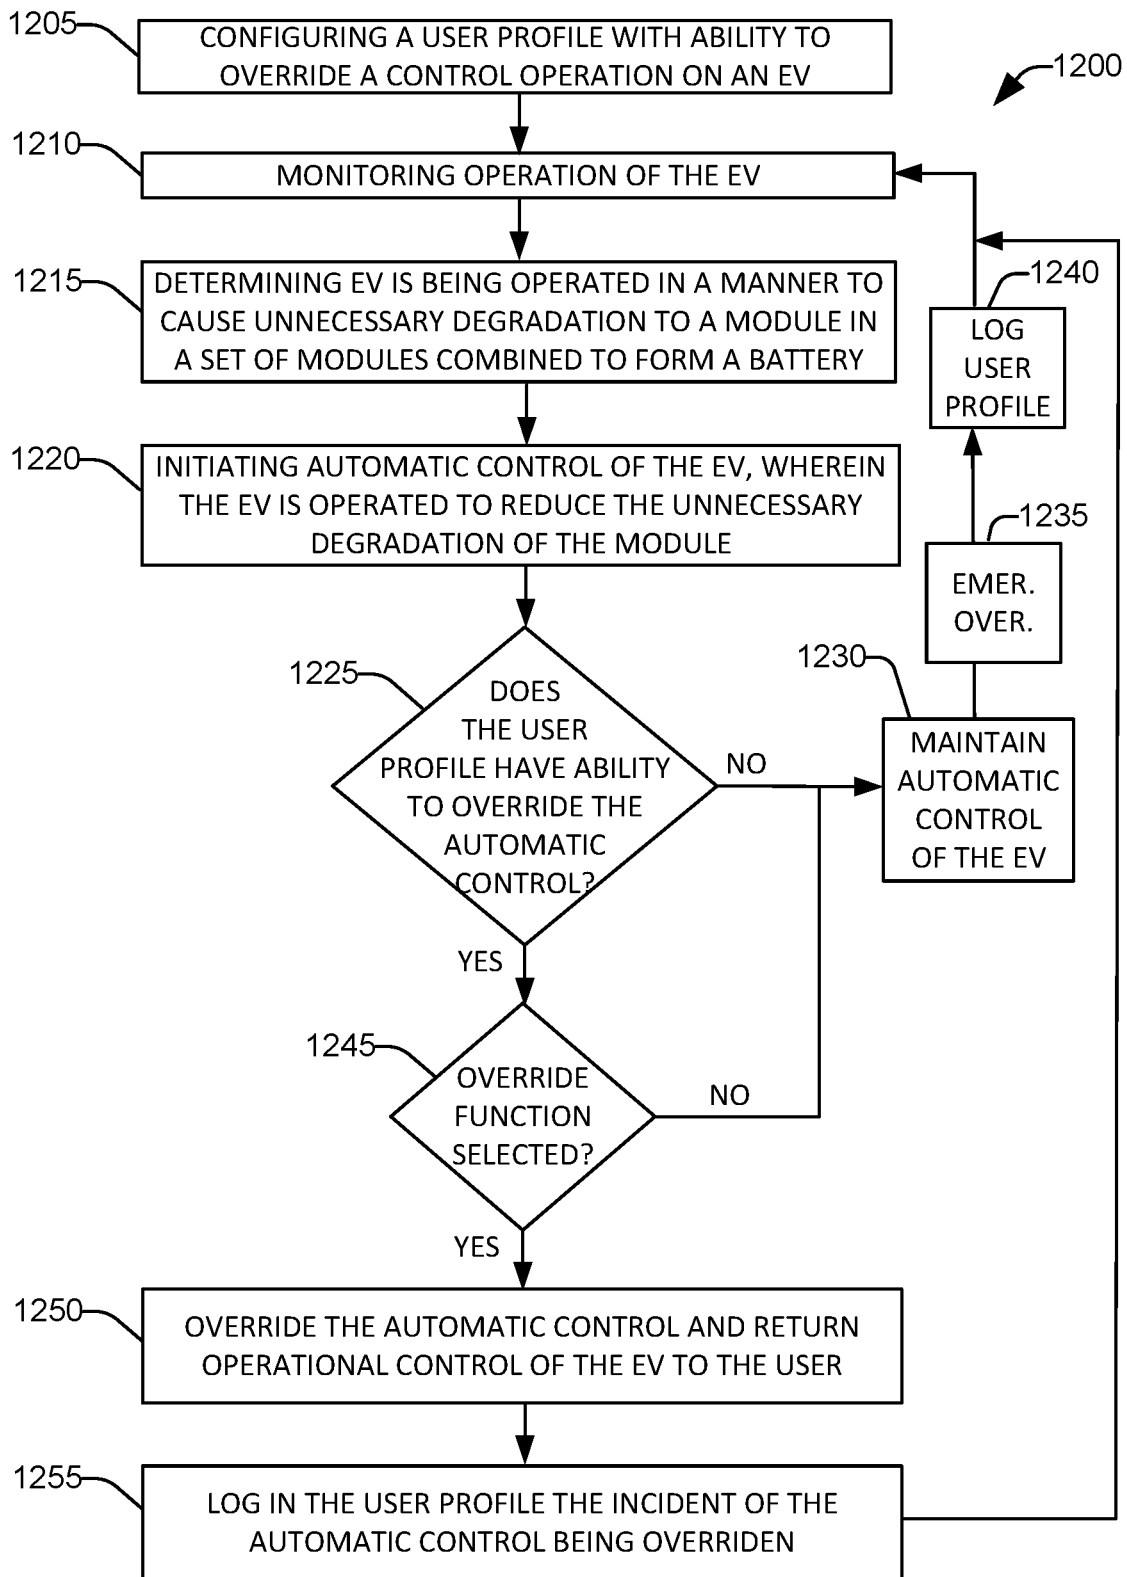 1205
CONFIGURING A USER PROFILE WITH ABILITY TO
OVERRIDE A CONTROL OPERATION ON AN EV
1200
1210
MONITORING OPERATION OF THE EV
1215
DETERMINING EV IS BEING OPERATED IN A MANNER TO
CAUSE UNNECESSARY DEGRADATION TO A MODULE IN
A SET OF MODULES COMBINED TO FORM A BATTERY
1240
LOG
USER
PROFILE
1220
INITIATING AUTOMATIC CONTROL OF THE EV, WHEREIN
THE EV IS OPERATED TO REDUCE THE UNNECESSARY
DEGRADATION OF THE MODULE
1235
EMER.
OVER.
1225
DOES
THE USER
PROFILE HAVE ABILITY
TO OVERRIDE THE
AUTOMATIC
CONTROL?
NO
1230
MAINTAIN
AUTOMATIC
CONTROL
OF THE EV
YES
1245
OVERRIDE
FUNCTION
SELECTED?
NO
YES
1250
OVERRIDE THE AUTOMATIC CONTROL AND RETURN
OPERATIONAL CONTROL OF THE EV TO THE USER
1255
LOG IN THE USER PROFILE THE INCIDENT OF THE
AUTOMATIC CONTROL BEING OVERRIDEN